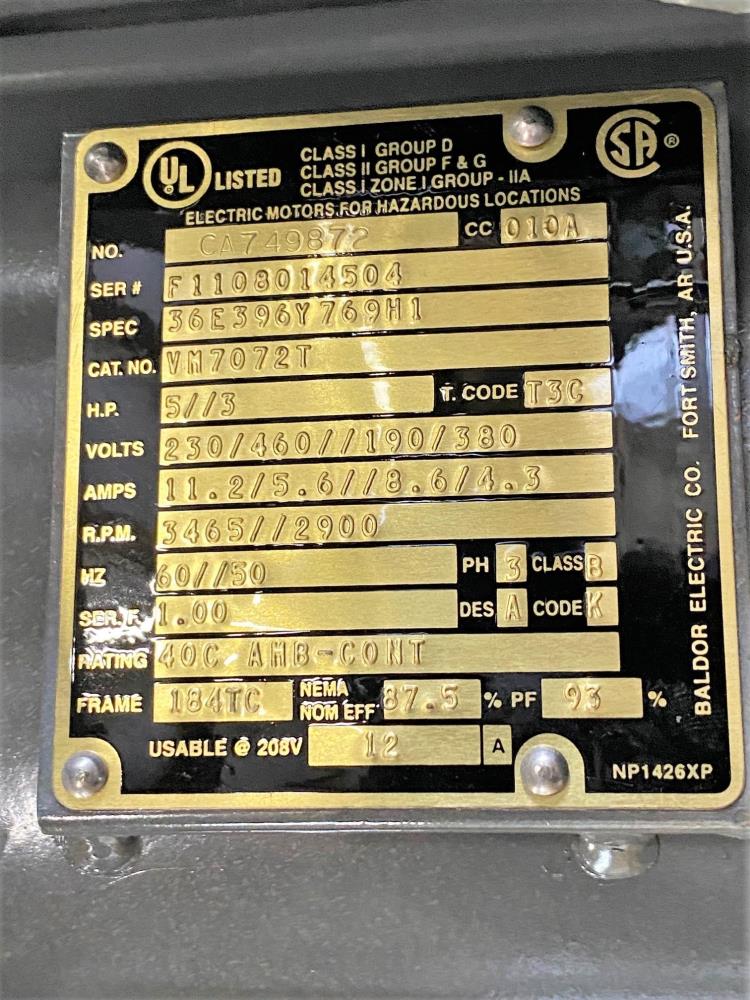 UL LISTED
CLASS I GROUP D
CLASS II GROUP F & G
CLASS I ZONE I GROUP - IIA
SA ®
ELECTRIC MOTORS FOR HAZARDOUS LOCATIONS
NO. CA749872 CC 010A
SER # F1108014504
SPEC 36E396Y769H1
CAT. NO. VM7072T
H.P. 5//3 T. CODE T3C
VOLTS 230/460//190/380
AMPS 11.2/5.6//8.6/4.3
R.P.M. 3465//2900
HZ 60//50 PH 3 CLASS B
SER. F. 1.00 DES A CODE K
RATING 40C AMB-CONT
FRAME 184TC NEMA NOM EFF 87.5 % PF 93 %
USABLE @ 208V 12 A
NP1426XP
BALDOR ELECTRIC CO. FORT SMITH, AR U.S.A.